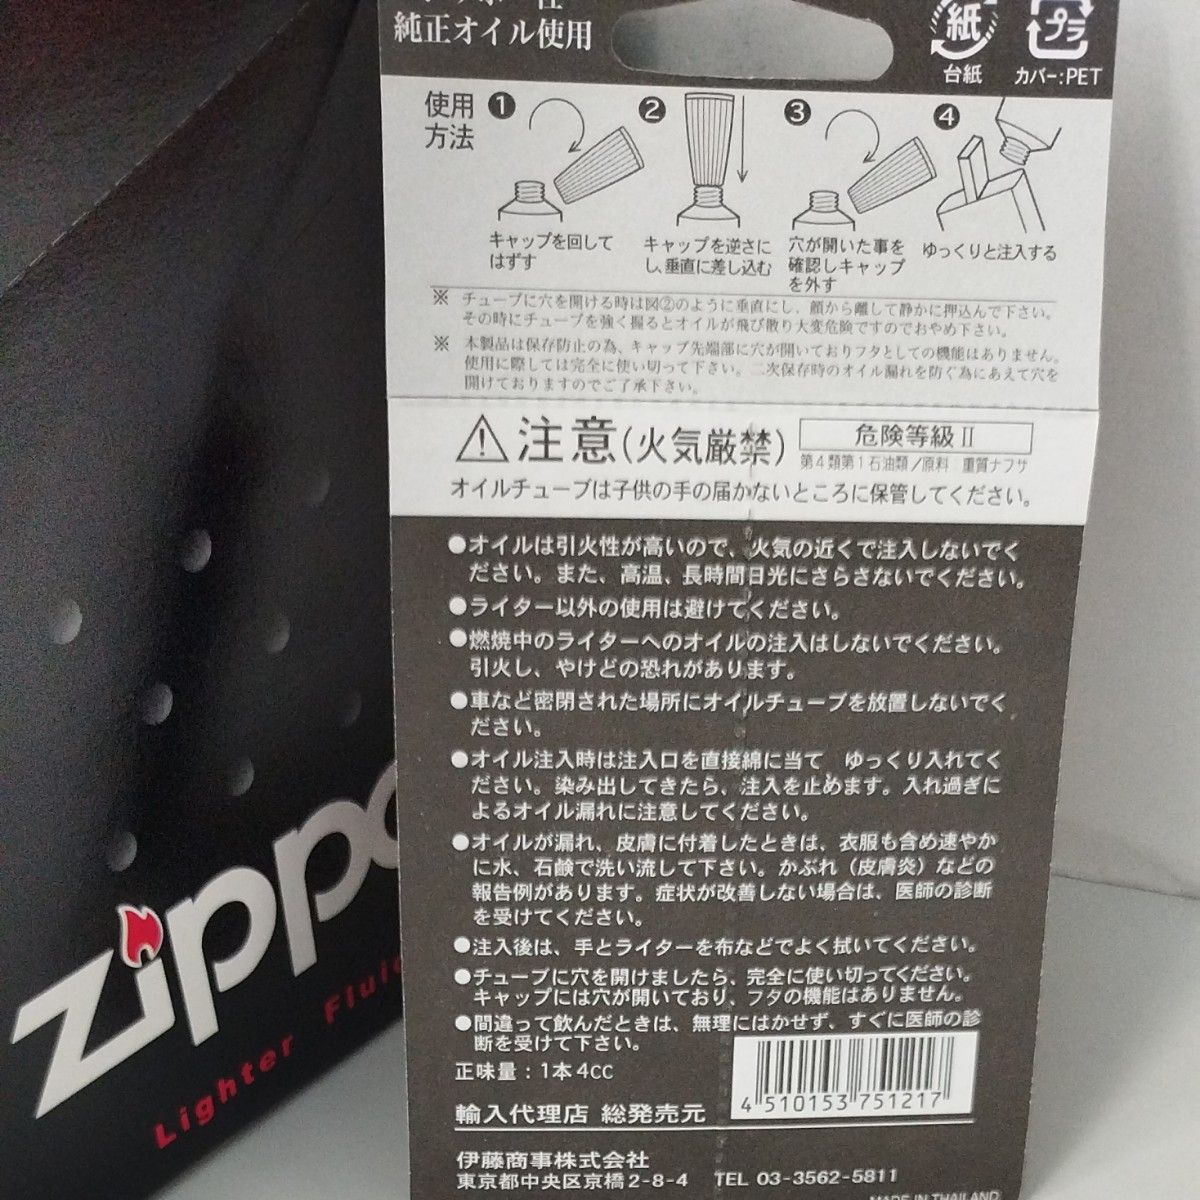 純正オイル使用
紙
台紙
プラ
カバー:PET
使用
方法
❶
❷
❸
❹
キャップを回して
はずす
キャップを逆さに
し、垂直に差し込む
穴が開いた事を
確認しキャップ
を外す
ゆっくりと注入する
※ チューブに穴を開ける時は図②のように垂直にし、顔から離して静かに押込んで下さい。
その時にチューブを強く握るとオイルが飛び散り大変危険ですのでおやめ下さい。
※ 本製品は保存防止の為、キャップ先端部に穴が開いておりフタとしての機能はありません。
使用に際しては完全に使い切って下さい。二次保存時のオイル漏れを防ぐ為にあえて穴を
開けておりますのでご了承下さい。
注意(火気厳禁)
危険等級Ⅱ
第4類第1石油類/原料 重質ナフサ
オイルチューブは子供の手の届かないところに保管してください。
●オイルは引火性が高いので、火気の近くで注入しないでく
ださい。また、高温、長時間日光にさらさないでください。
●ライター以外の使用は避けてください。
●燃焼中のライターへのオイルの注入はしないでください。
引火し、やけどの恐れがあります。
●車など密閉された場所にオイルチューブを放置しないでく
ださい。
●オイル注入時は注入口を直接綿に当て ゆっくり入れてく
ださい。染み出してきたら、注入を止めます。入れ過ぎに
よるオイル漏れに注意してください。
●オイルが漏れ、皮膚に付着したときは、衣服も含め速やか
に水、石鹸で洗い流して下さい。かぶれ（皮膚炎）などの
報告例があります。症状が改善しない場合は、医師の診断
を受けてください。
●注入後は、手とライターを布などでよく拭いてください。
●チューブに穴を開けましたら、完全に使い切ってください。
キャップには穴が開いており、フタの機能はありません。
●間違って飲んだときは、無理にはかせず、すぐに医師の診
断を受けて下さい。
正味量：1本4cc
4 510153 751217
輸入代理店 総発売元
伊藤商事株式会社
東京都中央区京橋2-8-4 TEL 03-3562-5811
MADE IN THAILAND
zippo
Lighter Fluid